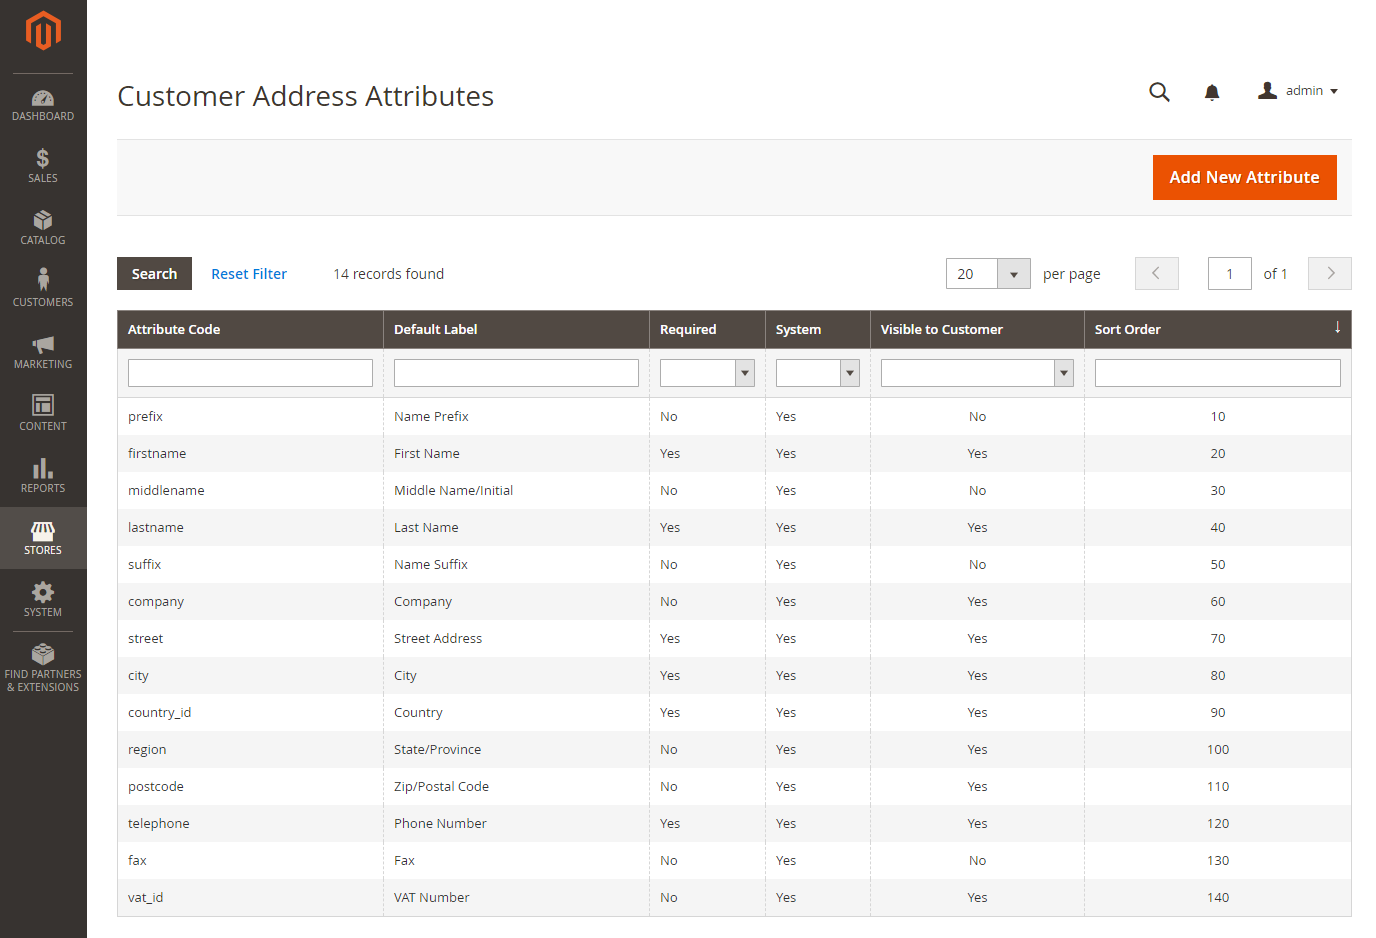 Customer Address Attributes
admin
DASHBOARD
SALES
CATALOG
CUSTOMERS
MARKETING
CONTENT
REPORTS
STORES
SYSTEM
FIND PARTNERS
& EXTENSIONS
Add New Attribute
Search Reset Filter 14 records found 20 per page 1 of 1
Attribute Code Default Label Required System Visible to Customer Sort Order ↓
prefix Name Prefix No Yes No 10
firstname First Name Yes Yes Yes 20
middlename Middle Name/Initial No Yes No 30
lastname Last Name Yes Yes Yes 40
suffix Name Suffix No Yes No 50
company Company No Yes Yes 60
street Street Address Yes Yes Yes 70
city City Yes Yes Yes 80
country_id Country Yes Yes Yes 90
region State/Province No Yes Yes 100
postcode Zip/Postal Code No Yes Yes 110
telephone Phone Number Yes Yes Yes 120
fax Fax No Yes No 130
vat_id VAT Number No Yes Yes 140